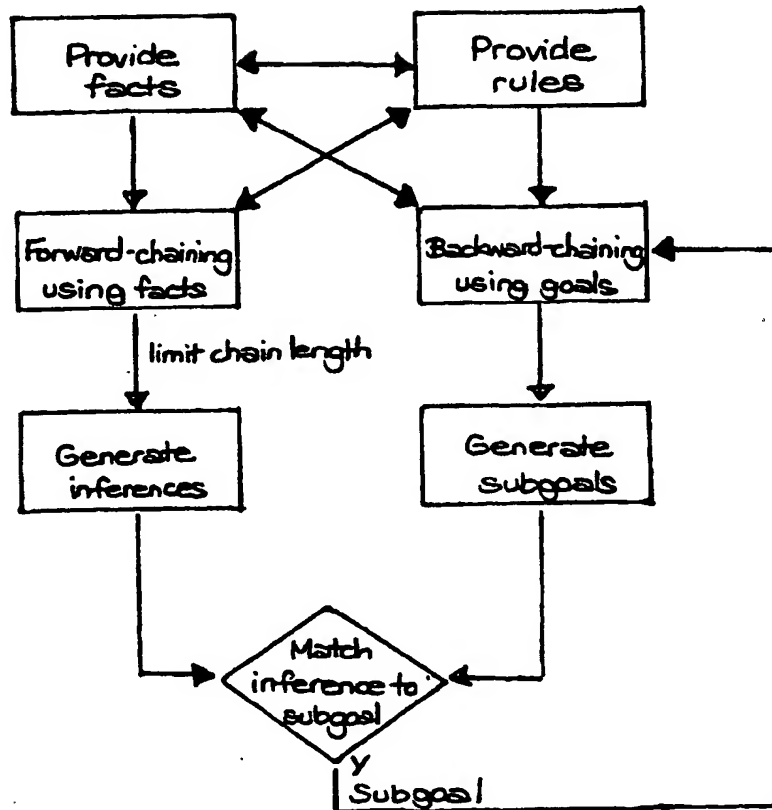 Provide
facts
Provide
rules
Forward-chaining
using facts
Backward-chaining
using goals
limit chain length
Generate
inferences
Generate
subgoals
Match
inference to
subgoal
Y
Subgoal